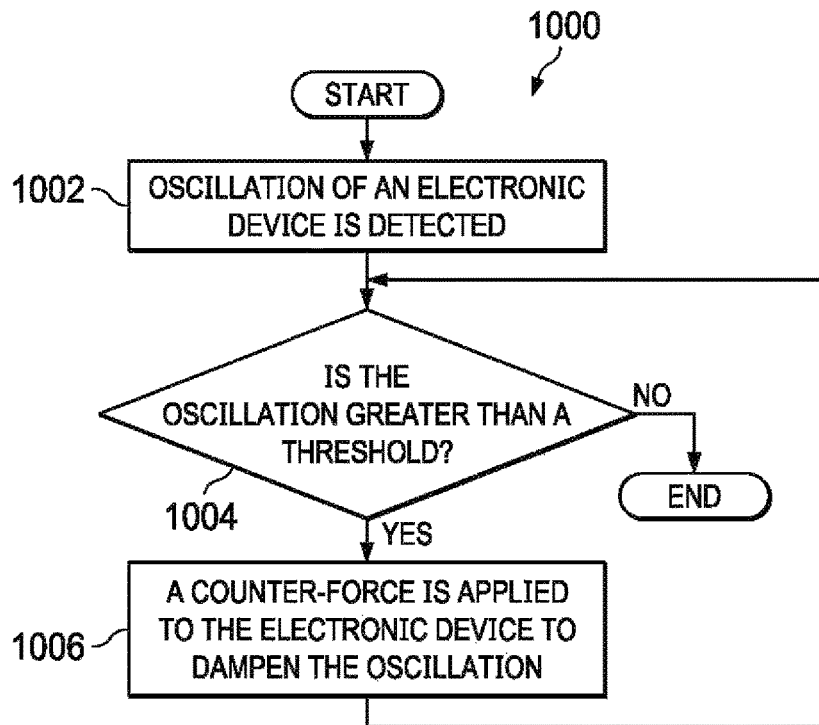 1000
START
1002
OSCILLATION OF AN ELECTRONIC
DEVICE IS DETECTED
IS THE
OSCILLATION GREATER THAN A
THRESHOLD?
NO
1004
END
YES
1006
A COUNTER-FORCE IS APPLIED
TO THE ELECTRONIC DEVICE TO
DAMPEN THE OSCILLATION